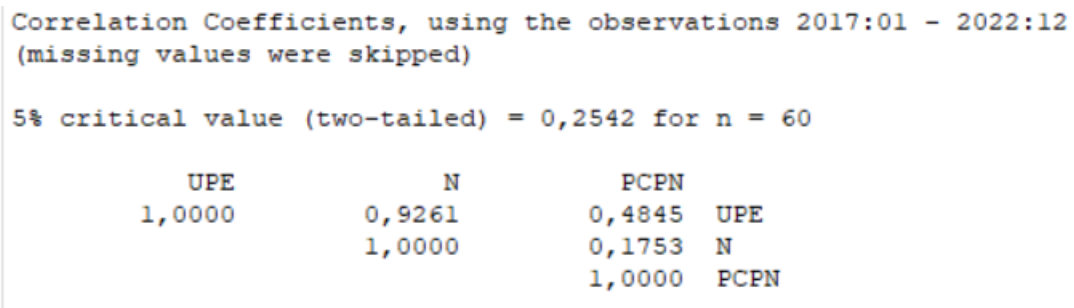 Correlation Coefficients, using the observations 2017:01 - 2022:12
(missing values were skipped)
5% critical value (two-tailed) = 0,2542 for n = 60
UPE N PCPN
1,0000 0,9261 0,4845 UPE
1,0000 0,1753 N
1,0000 PCPN